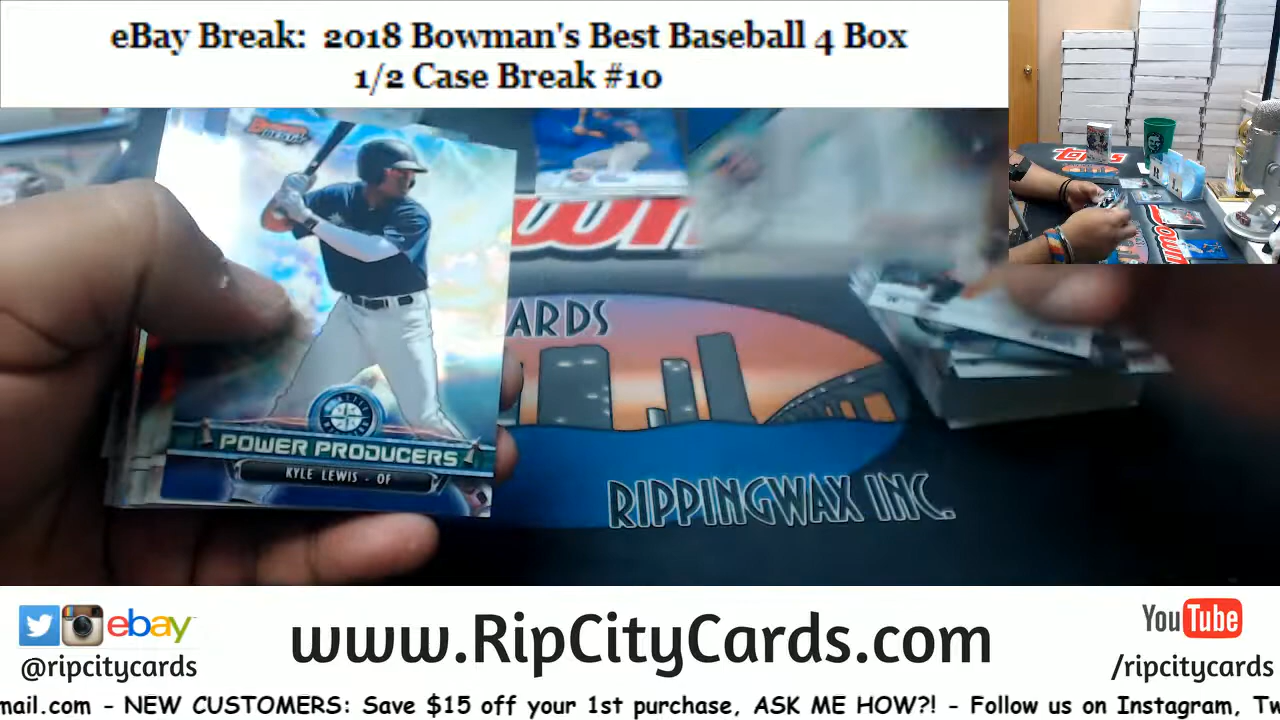 eBay Break: 2018 Bowman's Best Baseball 4 Box
1/2 Case Break #10
POWER PRODUCERS
KYLE LEWIS - OF
ARDS
RIPPINGWAX INC.
topps
ebay
@ripcitycards
www.RipCityCards.com
YouTube
/ripcitycards
mail.com - NEW CUSTOMERS: Save $15 off your 1st purchase, ASK ME HOW?! - Follow us on Instagram, Tw